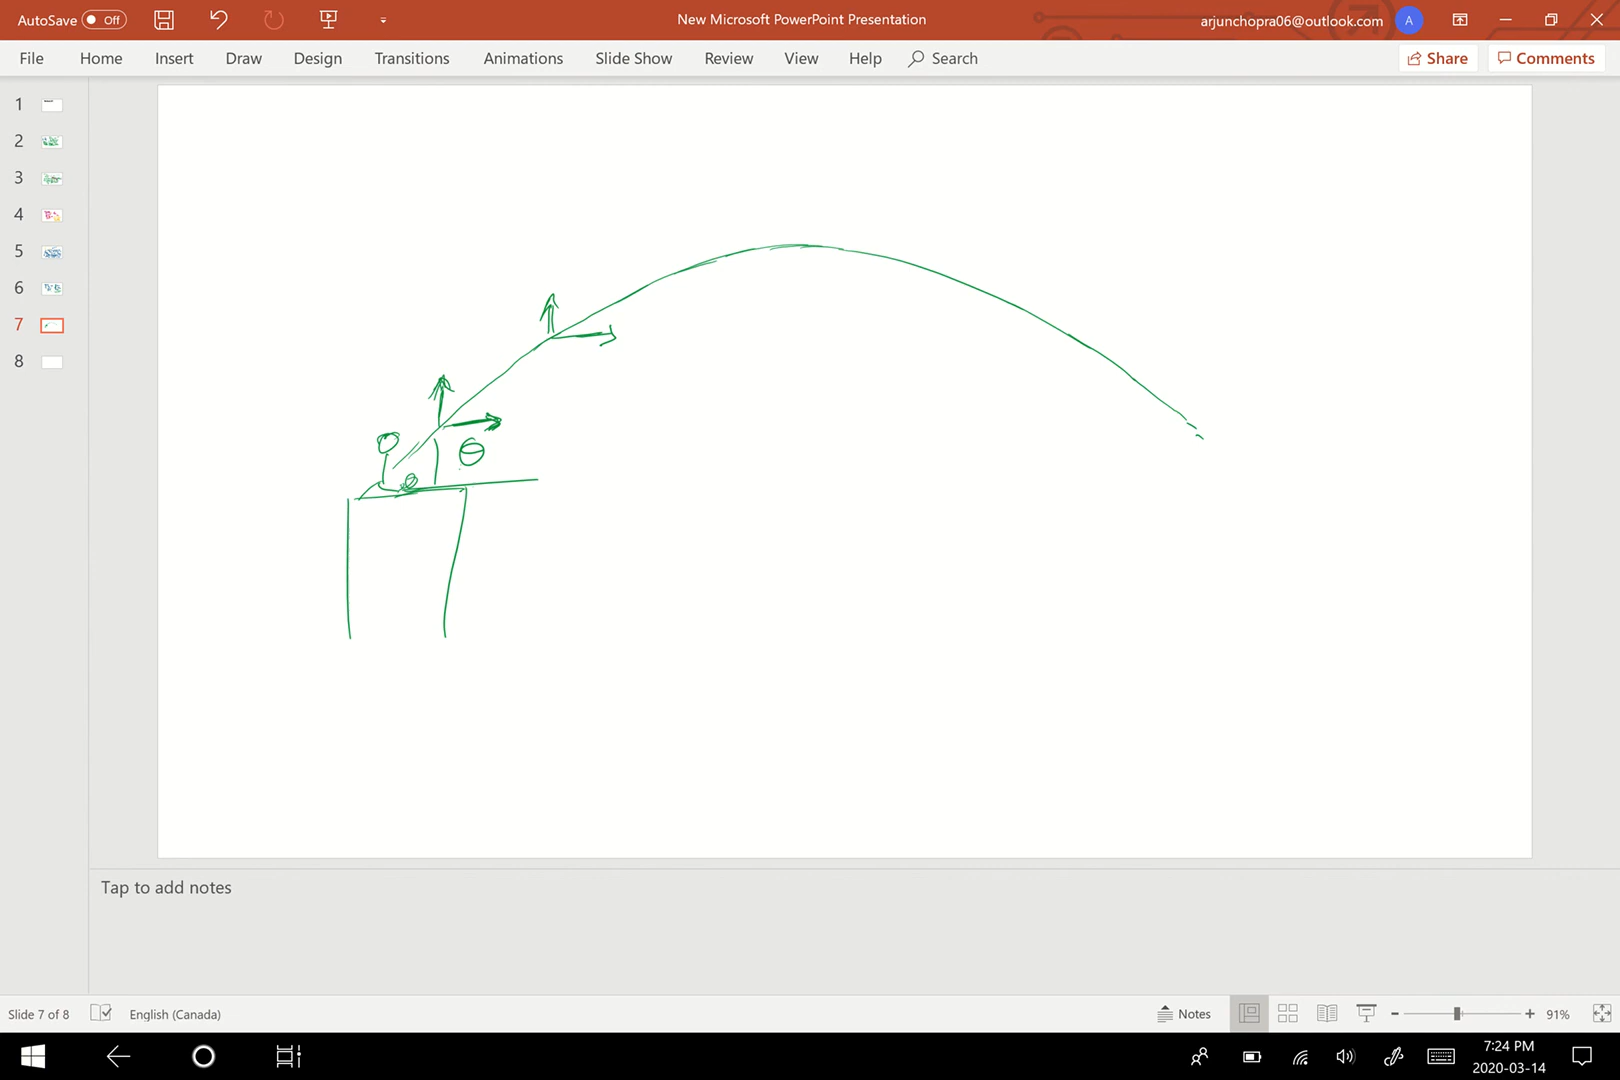 AutoSave Off New Microsoft PowerPoint Presentation arjunchopra06@outlook.com A
File Home Insert Draw Design Transitions Animations Slide Show Review View Help Search Share Comments
1
2
3
4
5
6
7
8
θ
θ
Tap to add notes
Slide 7 of 8 English (Canada) Notes 91%
7:24 PM
2020-03-14